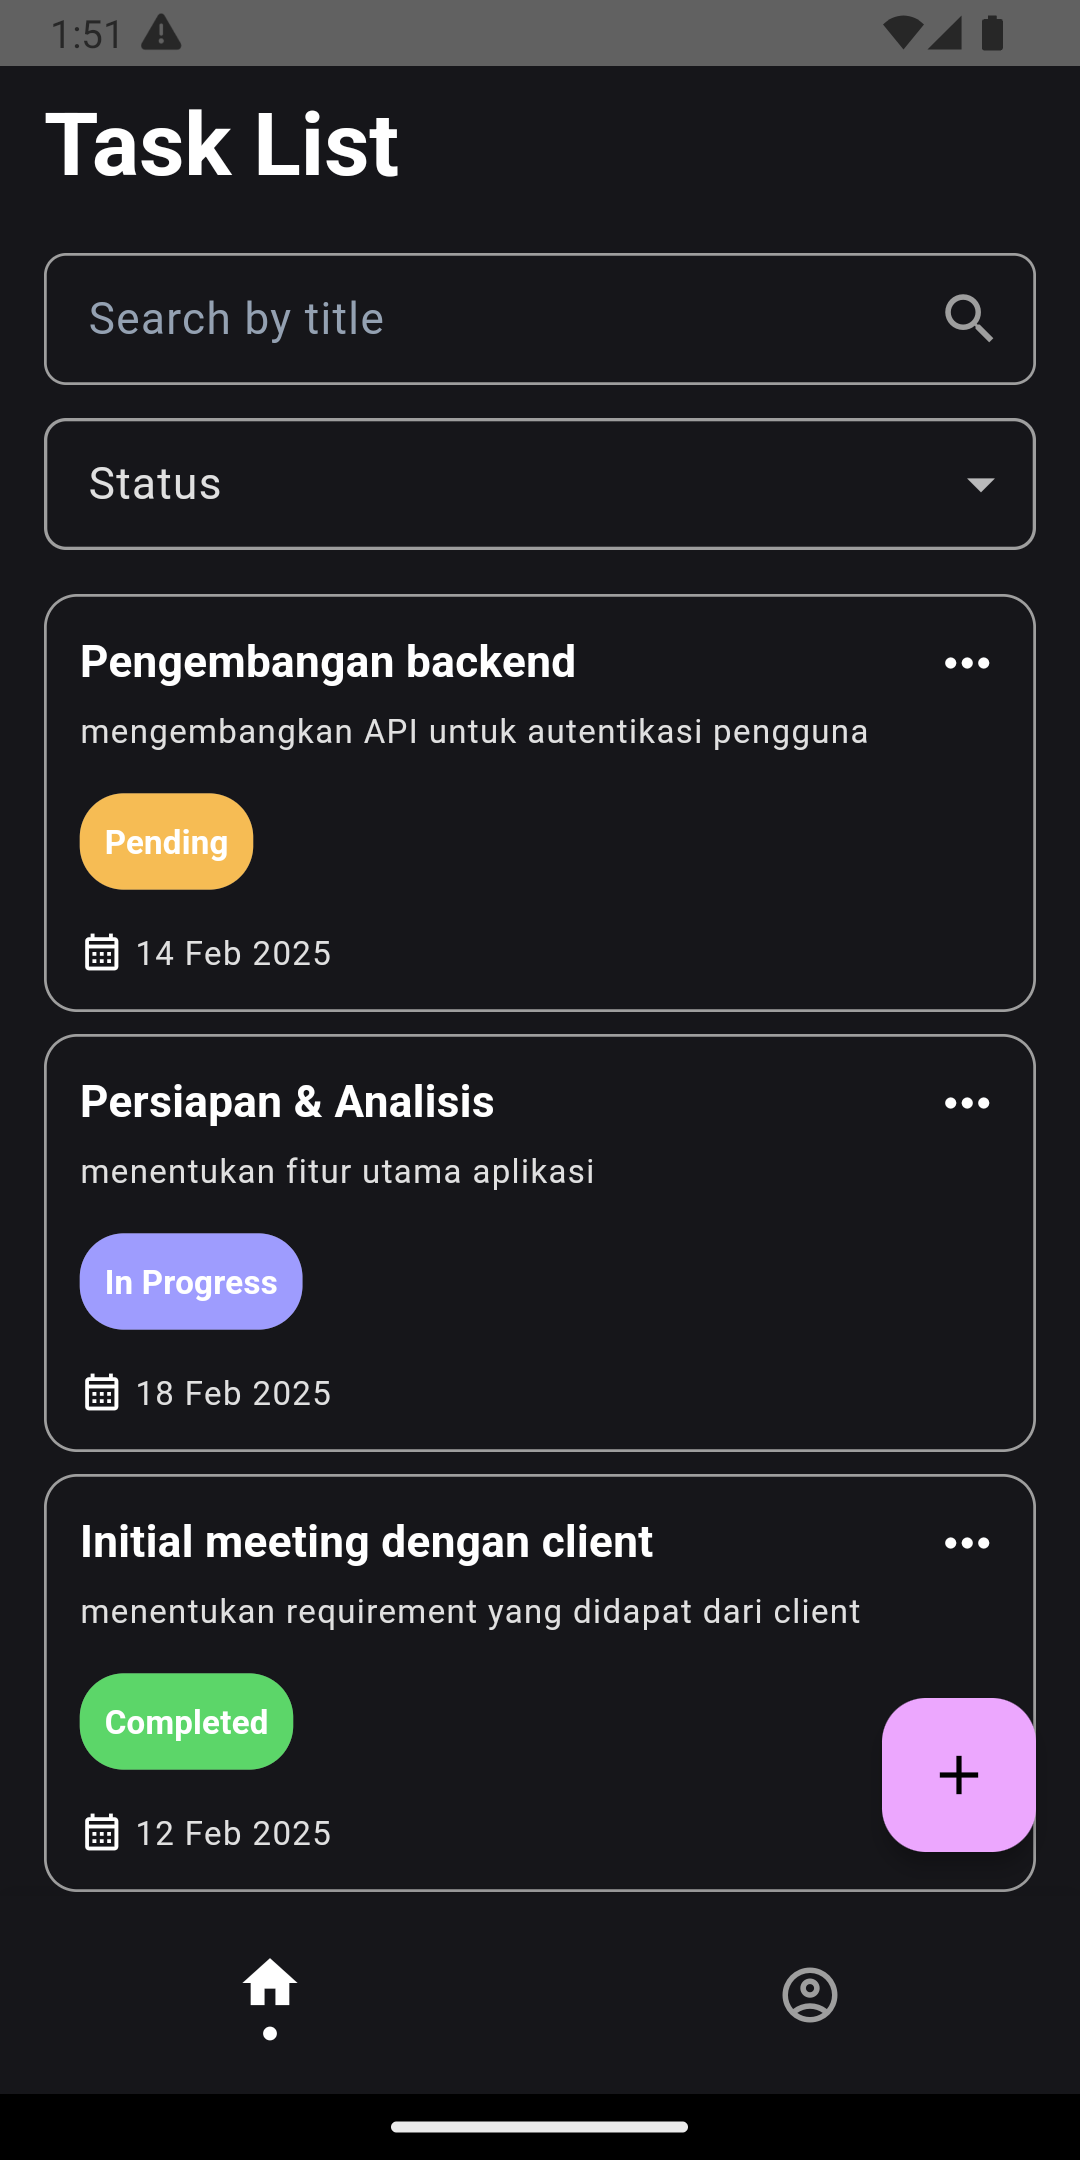 1:51
Task List
Search by title
Status
Pengembangan backend
mengembangkan API untuk autentikasi pengguna
Pending
14 Feb 2025
Persiapan & Analisis
menentukan fitur utama aplikasi
In Progress
18 Feb 2025
Initial meeting dengan client
menentukan requirement yang didapat dari client
Completed
12 Feb 2025